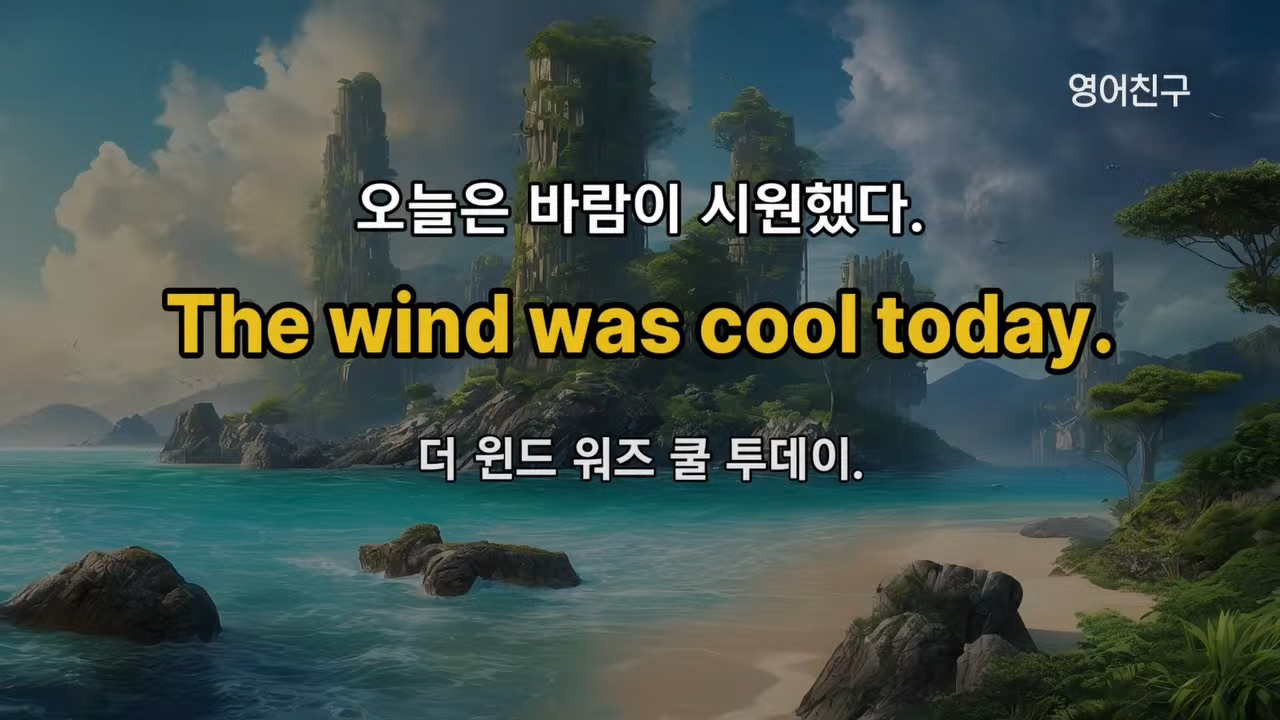 영어친구
오늘은 바람이 시원했다.
The wind was cool today.
더 윈드 워즈 쿨 투데이.